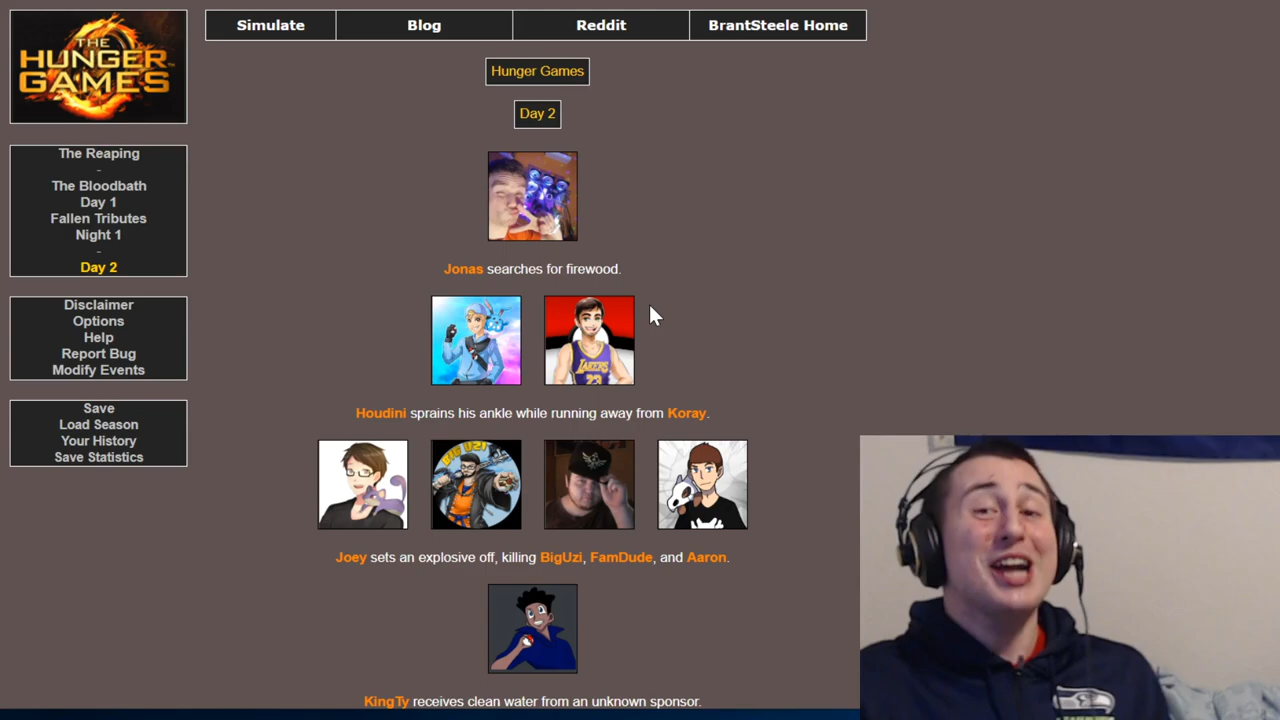 Simulate
Blog
Reddit
BrantSteele Home
THE
HUNGER
GAMES
The Reaping
-
The Bloodbath
Day 1
Fallen Tributes
Night 1
-
Day 2
Disclaimer
Options
Help
Report Bug
Modify Events
Save
Load Season
Your History
Save Statistics
Hunger Games
Day 2
Jonas searches for firewood.
LAKERS
23
Houdini sprains his ankle while running away from Koray.
BIG UZI
Joey sets an explosive off, killing BigUzi, FamDude, and Aaron.
KingTy receives clean water from an unknown sponsor.